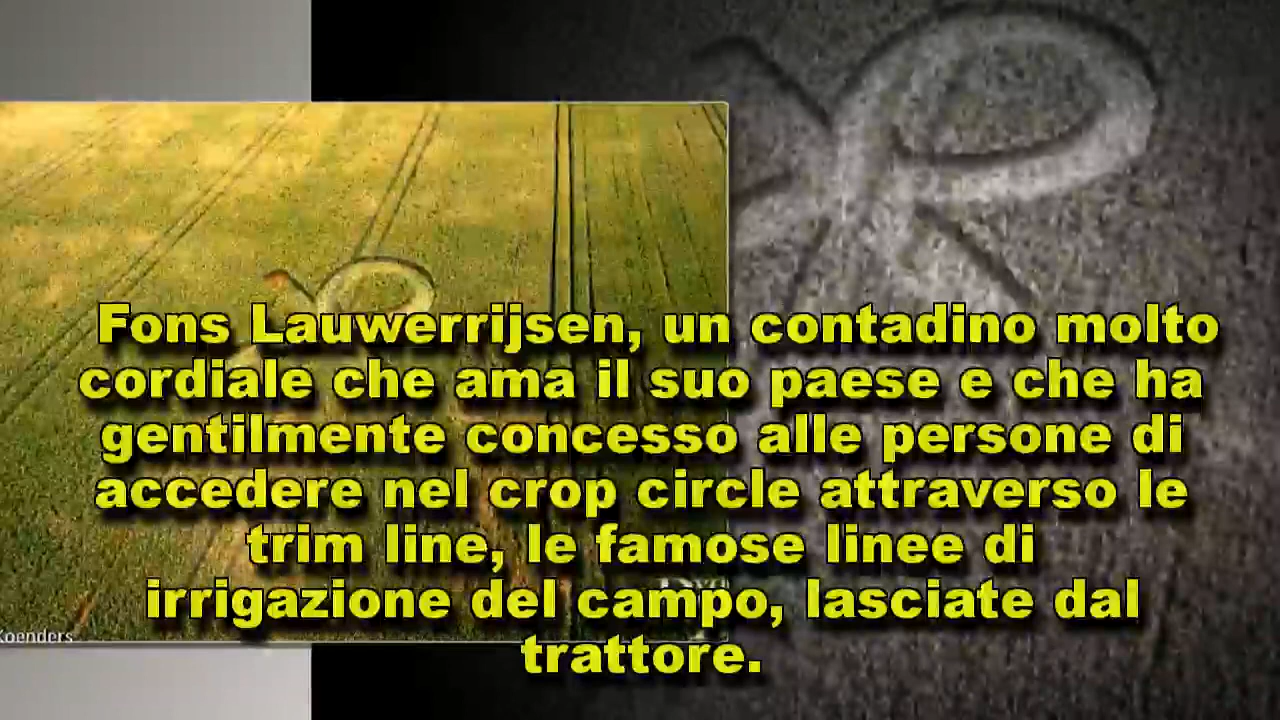 Fons Lauwerrijsen, un contadino molto
cordiale che ama il suo paese e che ha
gentilmente concesso alle persone di
accedere nel crop circle attraverso le
trim line, le famose linee di
irrigazione del campo, lasciate dal
trattore.
Koenders